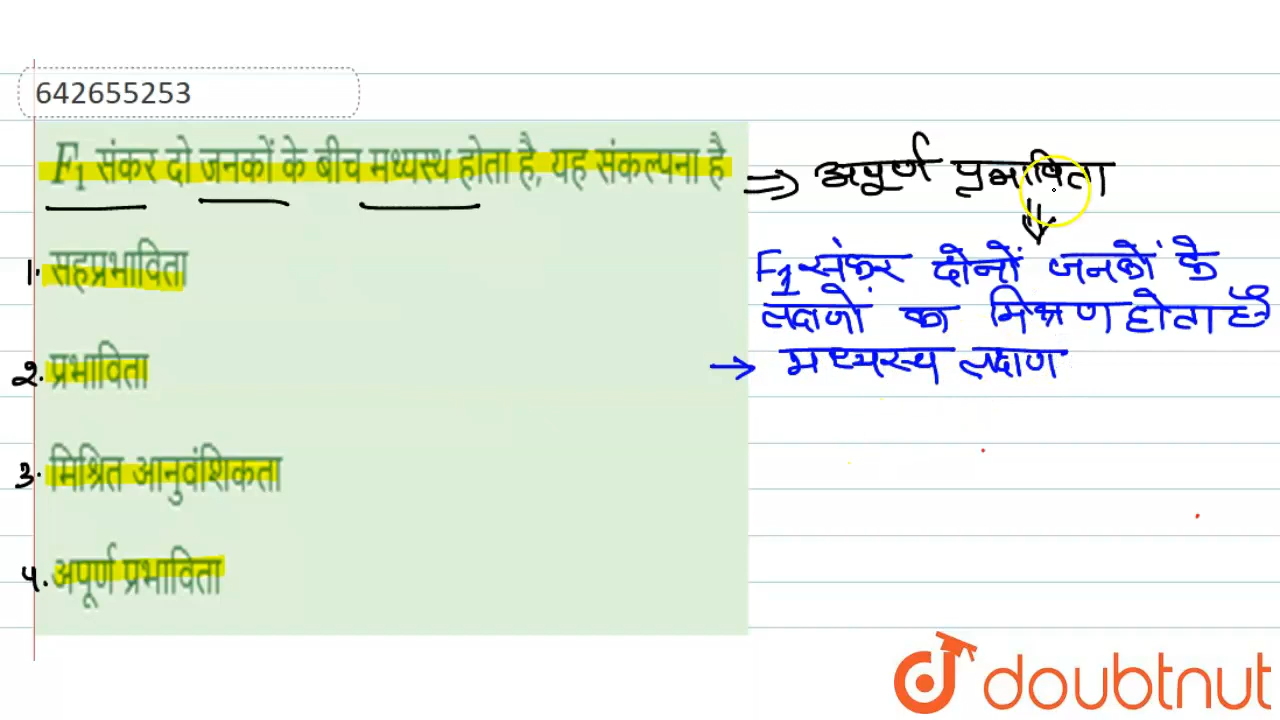 642655253
F₁ संकर दो जनकों के बीच मध्यस्थ होता है, यह संकल्पना है
⇒ अपूर्ण प्रभाविता
⇓
F₁ संकर दोनों जनकों के
लक्षणों का मिश्रण होता है
→ मध्यस्थ लक्षण
1. सहप्रभाविता
2. प्रभाविता
3. मिश्रित आनुवंशिकता
4. अपूर्ण प्रभाविता
doubtnut